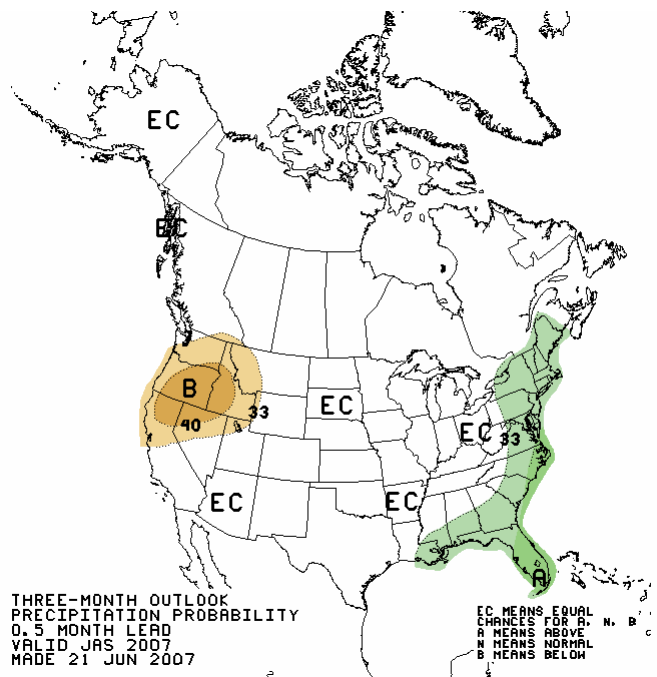 EC
EC
B
40
33
EC
EC
33
EC
EC
A
THREE-MONTH OUTLOOK
PRECIPITATION PROBABILITY
0.5 MONTH LEAD
VALID JAS 2007
MADE 21 JUN 2007
EC MEANS EQUAL
CHANCES FOR A, N, B
A MEANS ABOVE
N MEANS NORMAL
B MEANS BELOW